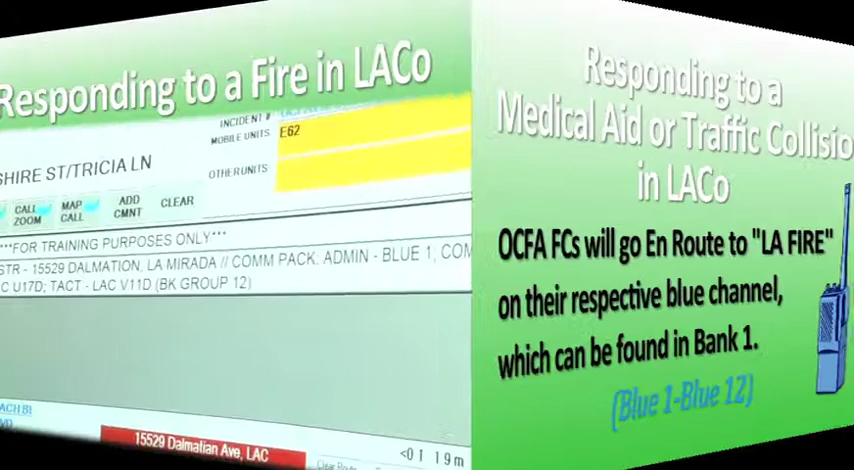 Responding to a Fire in LACo
INCIDENT #
MOBILE UNITS E62
OTHER UNITS
SHIRE ST/TRICIA LN
CALL ZOOM MAP CALL ADD CMNT CLEAR
***FOR TRAINING PURPOSES ONLY***
STR - 15529 DALMATION, LA MIRADA // COMM PACK: ADMIN - BLUE 1, COM
C U17D; TACT - LAC V11D (BK GROUP 12)
15529 Dalmatian Ave, LAC
<01 19m
Responding to a
Medical Aid or Traffic Collisio
in LACo
OCFA FCs will go En Route to "LA FIRE"
on their respective blue channel,
which can be found in Bank 1.
(Blue 1-Blue 12)